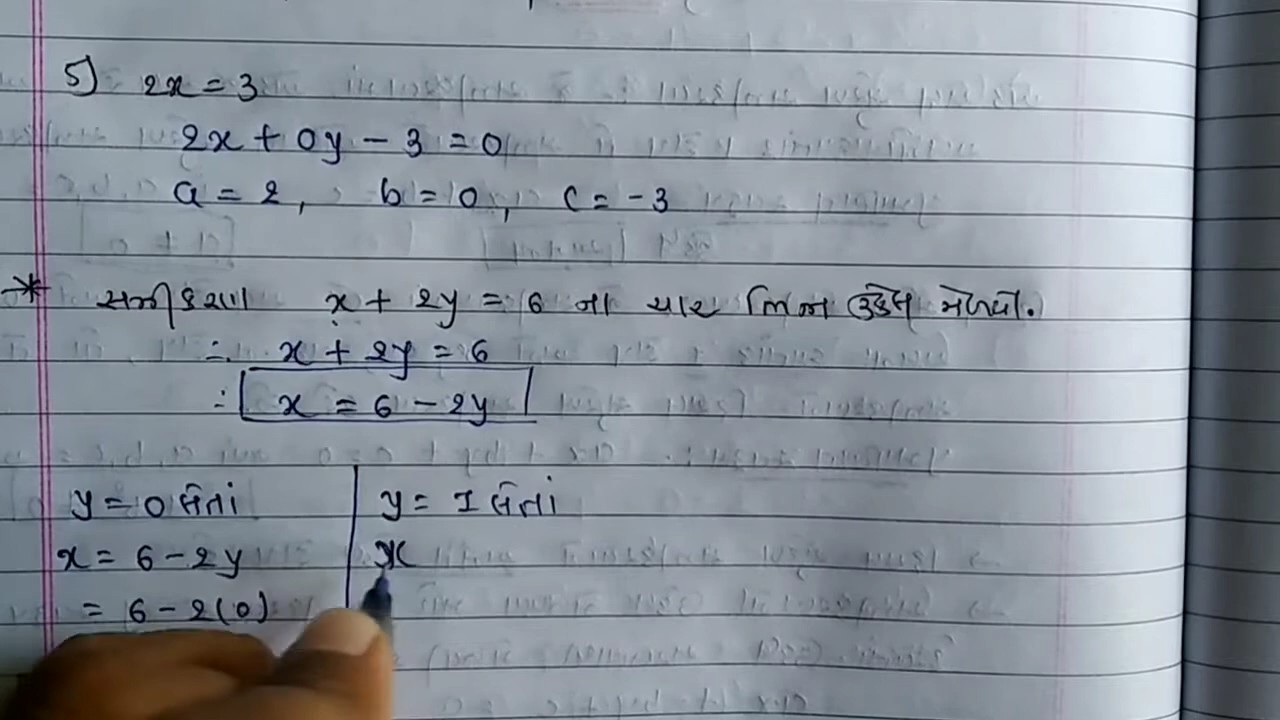 5) 2x = 3
2x + 0y - 3 = 0
a = 2, b = 0, c = -3
* સમીકરણ x + 2y = 6 ના ચાર ભિન્ન ઉકેલ મેળવો.
∴ x + 2y = 6
∴ x = 6 - 2y
y = 0 લેતાં
x = 6 - 2y
= 6 - 2(0)
y = 1 લેતાં
x